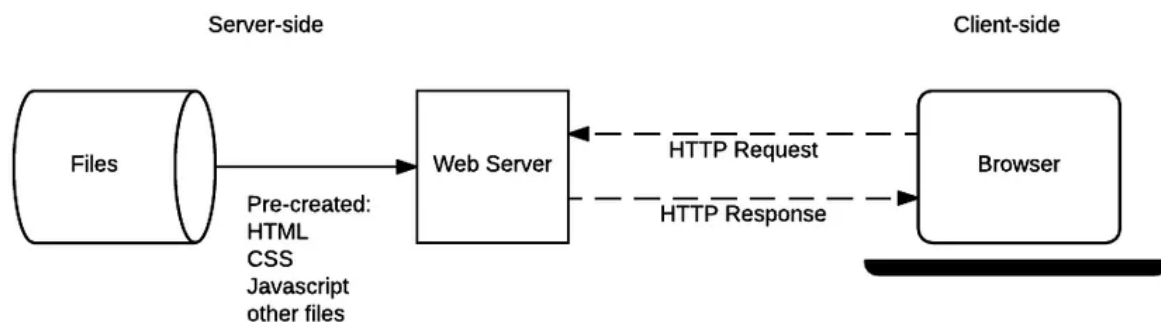 Server-side
Client-side
Files
Web Server
HTTP Request
Browser
Pre-created:
HTML
CSS
Javascript
other files
HTTP Response